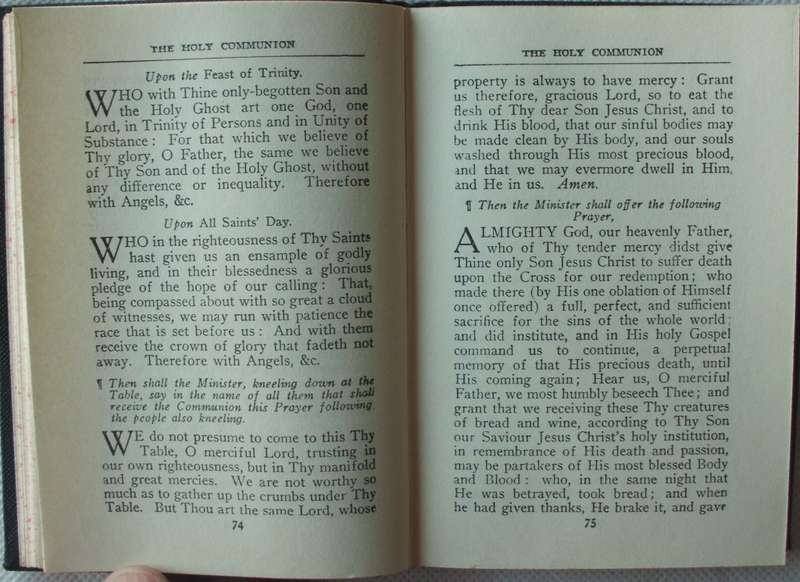 THE HOLY COMMUNION
Upon the Feast of Trinity.
WHO with Thine only-begotten Son and
the Holy Ghost art one God, one
Lord, in Trinity of Persons and in Unity of
Substance: For that which we believe of
Thy glory, O Father, the same we believe
of Thy Son and of the Holy Ghost, without
any difference or inequality. Therefore
with Angels, &c.
Upon All Saints' Day.
WHO in the righteousness of Thy Saints
hast given us an ensample of godly
living, and in their blessedness a glorious
pledge of the hope of our calling: That,
being compassed about with so great a cloud
of witnesses, we may run with patience the
race that is set before us: And with them
receive the crown of glory that fadeth not
away. Therefore with Angels, &c.
¶ Then shall the Minister, kneeling down at the
Table, say in the name of all them that shall
receive the Communion this Prayer following
the people also kneeling.
WE do not presume to come to this Thy
Table, O merciful Lord, trusting in
our own righteousness, but in Thy manifold
and great mercies. We are not worthy so
much as to gather up the crumbs under Thy
Table. But Thou art the same Lord, whose
74
THE HOLY COMMUNION
property is always to have mercy: Grant
us therefore, gracious Lord, so to eat the
flesh of Thy dear Son Jesus Christ, and to
drink His blood, that our sinful bodies may
be made clean by His body, and our souls
washed through His most precious blood,
and that we may evermore dwell in Him,
and He in us. Amen.
¶ Then the Minister shall offer the following
Prayer,
ALMIGHTY God, our heavenly Father,
who of Thy tender mercy didst give
Thine only Son Jesus Christ to suffer death
upon the Cross for our redemption; who
made there (by His one oblation of Himself
once offered) a full, perfect, and sufficient
sacrifice for the sins of the whole world;
and did institute, and in His holy Gospel
command us to continue, a perpetual
memory of that His precious death, until
His coming again; Hear us, O merciful
Father, we most humbly beseech Thee; and
grant that we receiving these Thy creatures
of bread and wine, according to Thy Son
our Saviour Jesus Christ's holy institution,
in remembrance of His death and passion,
may be partakers of His most blessed Body
and Blood: who, in the same night that
He was betrayed, took bread; and when
he had given thanks, He brake it, and gave
75